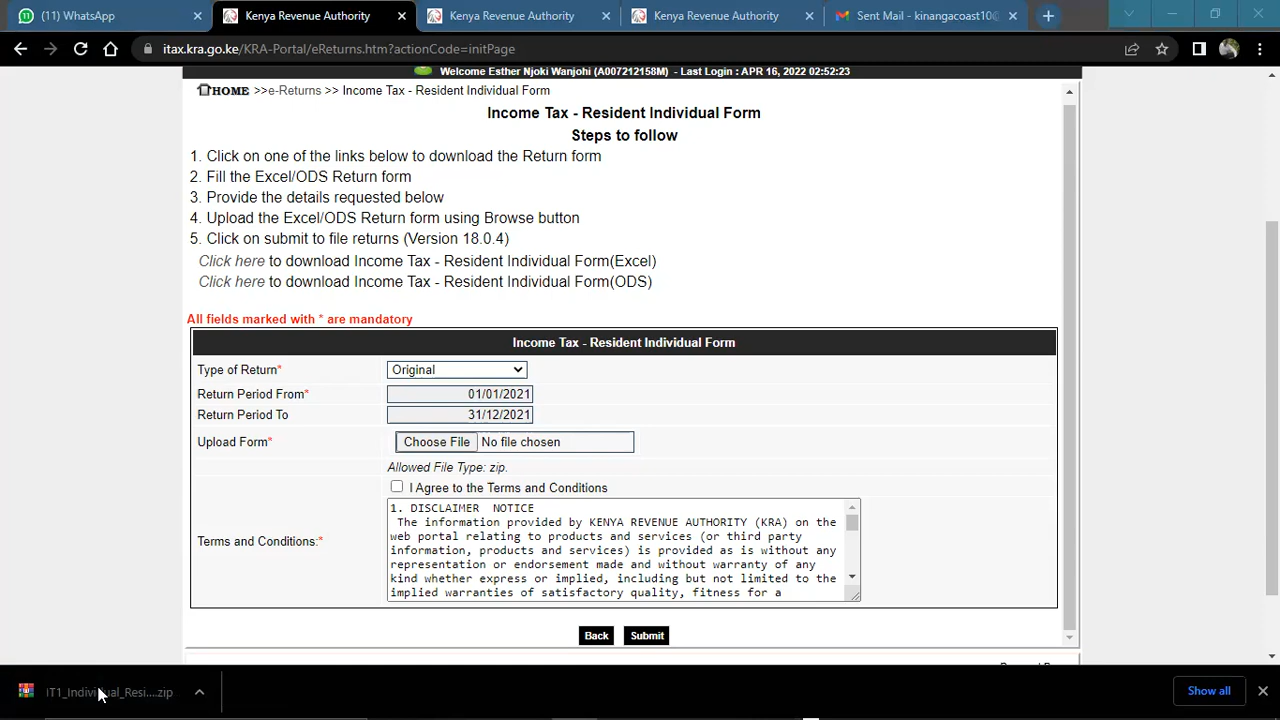 (11) WhatsApp
Kenya Revenue Authority
Kenya Revenue Authority
Kenya Revenue Authority
Sent Mail - kinangacoast10@
itax.kra.go.ke/KRA-Portal/eReturns.htm?actionCode=initPage
Welcome Esther Njoki Wanjohi (A007212158M) - Last Login : APR 16, 2022 02:52:23
HOME >>e-Returns >> Income Tax - Resident Individual Form
Income Tax - Resident Individual Form
Steps to follow
1. Click on one of the links below to download the Return form
2. Fill the Excel/ODS Return form
3. Provide the details requested below
4. Upload the Excel/ODS Return form using Browse button
5. Click on submit to file returns (Version 18.0.4)
Click here to download Income Tax - Resident Individual Form(Excel)
Click here to download Income Tax - Resident Individual Form(ODS)
All fields marked with * are mandatory
Income Tax - Resident Individual Form
Type of Return* Original
Return Period From* 01/01/2021
Return Period To 31/12/2021
Upload Form* Choose File No file chosen
Allowed File Type: zip.
I Agree to the Terms and Conditions
Terms and Conditions:*
1. DISCLAIMER NOTICE
The information provided by KENYA REVENUE AUTHORITY (KRA) on the
web portal relating to products and services (or third party
information, products and services) is provided as is without any
representation or endorsement made and without warranty of any
kind whether express or implied, including but not limited to the
implied warranties of satisfactory quality, fitness for a
Back Submit
IT1_Individual_Resi....zip
Show all